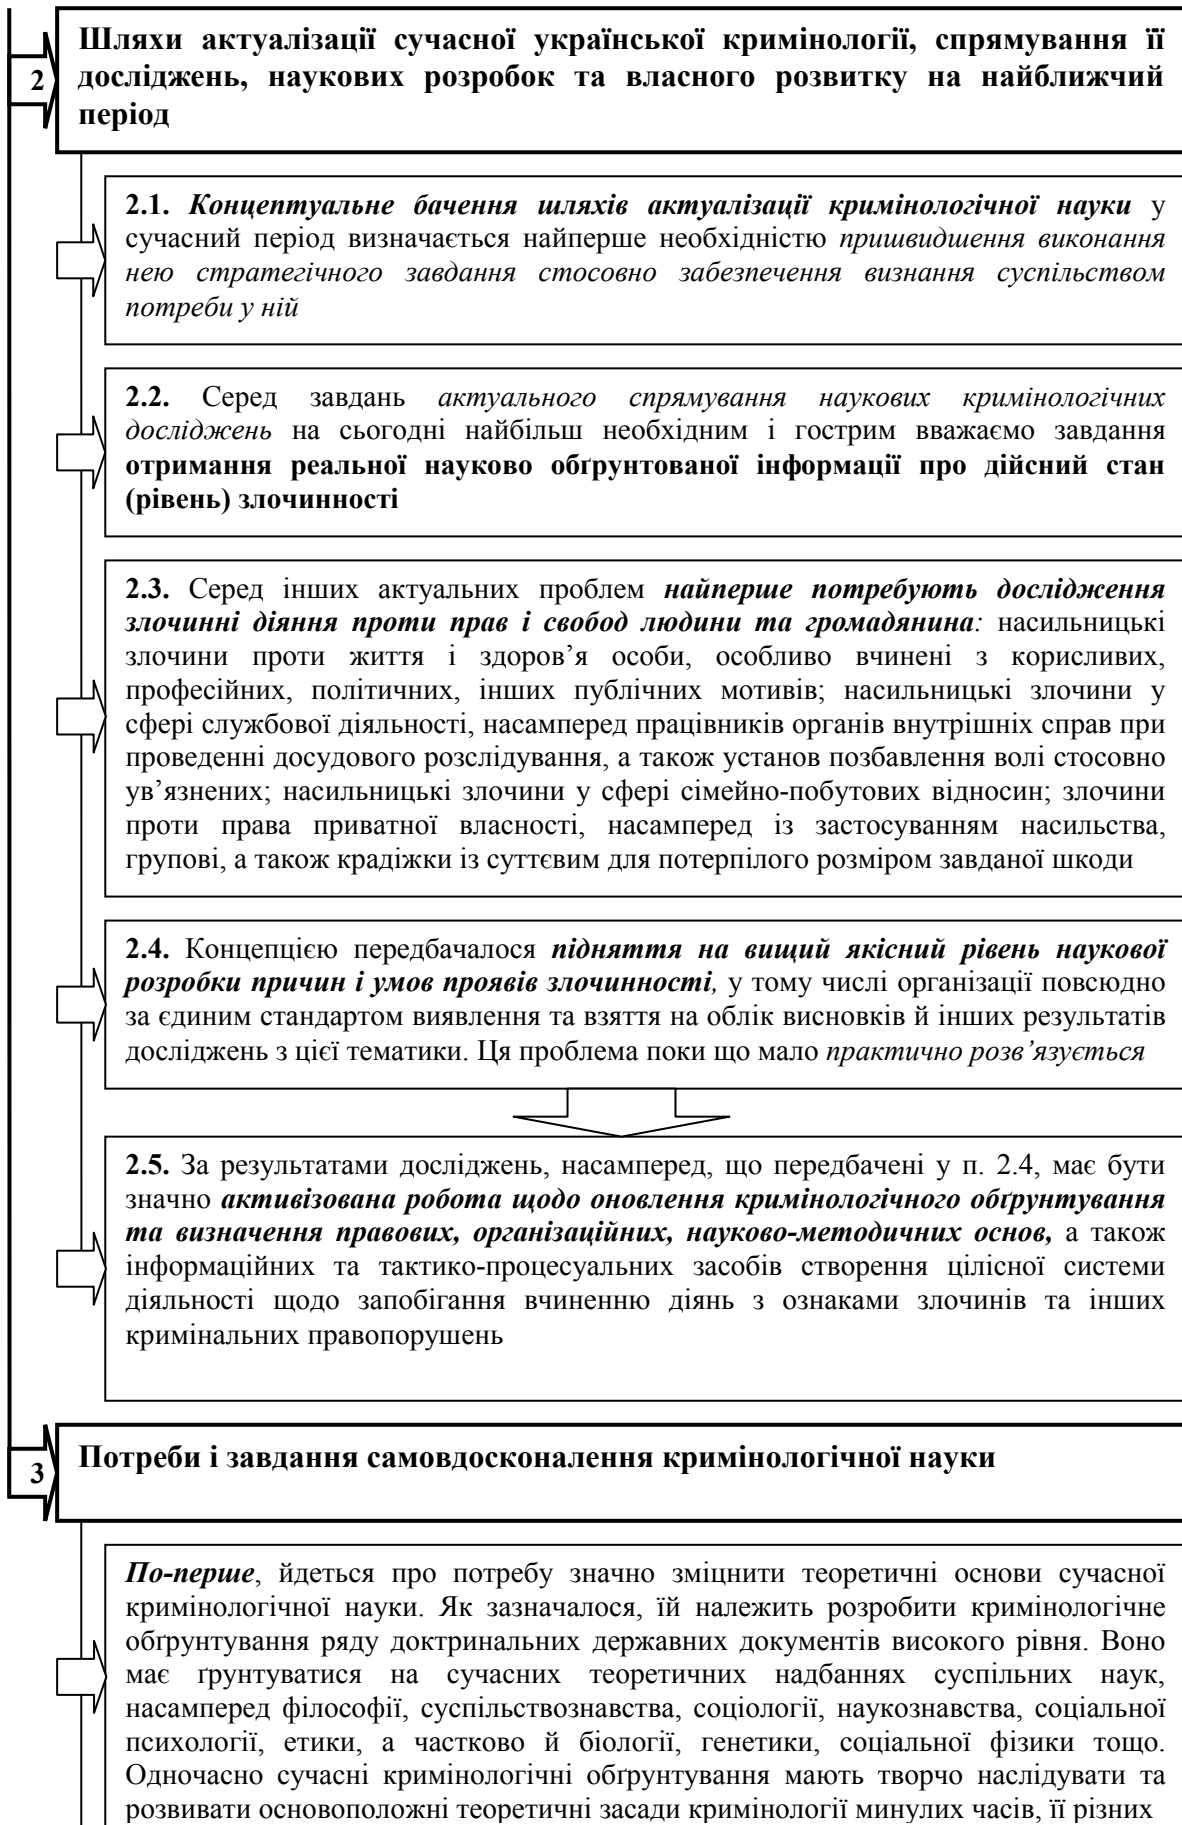 2
Шляхи актуалізації сучасної української кримінології, спрямування її
досліджень, наукових розробок та власного розвитку на найближчий
період
2.1. Концептуальне бачення шляхів актуалізації кримінологічної науки у
сучасний період визначається найперше необхідністю пришвидшення виконання
нею стратегічного завдання стосовно забезпечення визнання суспільством
потреби у ній
2.2. Серед завдань актуального спрямування наукових кримінологічних
досліджень на сьогодні найбільш необхідним і гострим вважаємо завдання
отримання реальної науково обґрунтованої інформації про дійсний стан
(рівень) злочинності
2.3. Серед інших актуальних проблем найперше потребують дослідження
злочинні діяння проти прав і свобод людини та громадянина: насильницькі
злочини проти життя і здоров’я особи, особливо вчинені з корисливих,
професійних, політичних, інших публічних мотивів; насильницькі злочини у
сфері службової діяльності, насамперед працівників органів внутрішніх справ при
проведенні досудового розслідування, а також установ позбавлення волі стосовно
ув’язнених; насильницькі злочини у сфері сімейно-побутових відносин; злочини
проти права приватної власності, насамперед із застосуванням насильства,
групові, а також крадіжки із суттєвим для потерпілого розміром завданої шкоди
2.4. Концепцією передбачалося підняття на вищий якісний рівень наукової
розробки причин і умов проявів злочинності, у тому числі організації повсюдно
за єдиним стандартом виявлення та взяття на облік висновків й інших результатів
досліджень з цієї тематики. Ця проблема поки що мало практично розв’язується
2.5. За результатами досліджень, насамперед, що передбачені у п. 2.4, має бути
значно активізована робота щодо оновлення кримінологічного обґрунтування
та визначення правових, організаційних, науково-методичних основ, а також
інформаційних та тактико-процесуальних засобів створення цілісної системи
діяльності щодо запобігання вчиненню діянь з ознаками злочинів та інших
кримінальних правопорушень
3
Потреби і завдання самовдосконалення кримінологічної науки
По-перше, йдеться про потребу значно зміцнити теоретичні основи сучасної
кримінологічної науки. Як зазначалося, їй належить розробити кримінологічне
обґрунтування ряду доктринальних державних документів високого рівня. Воно
має ґрунтуватися на сучасних теоретичних надбаннях суспільних наук,
насамперед філософії, суспільствознавства, соціології, наукознавства, соціальної
психології, етики, а частково й біології, генетики, соціальної фізики тощо.
Одночасно сучасні кримінологічні обґрунтування мають творчо наслідувати та
розвивати основоположні теоретичні засади кримінології минулих часів, її різних